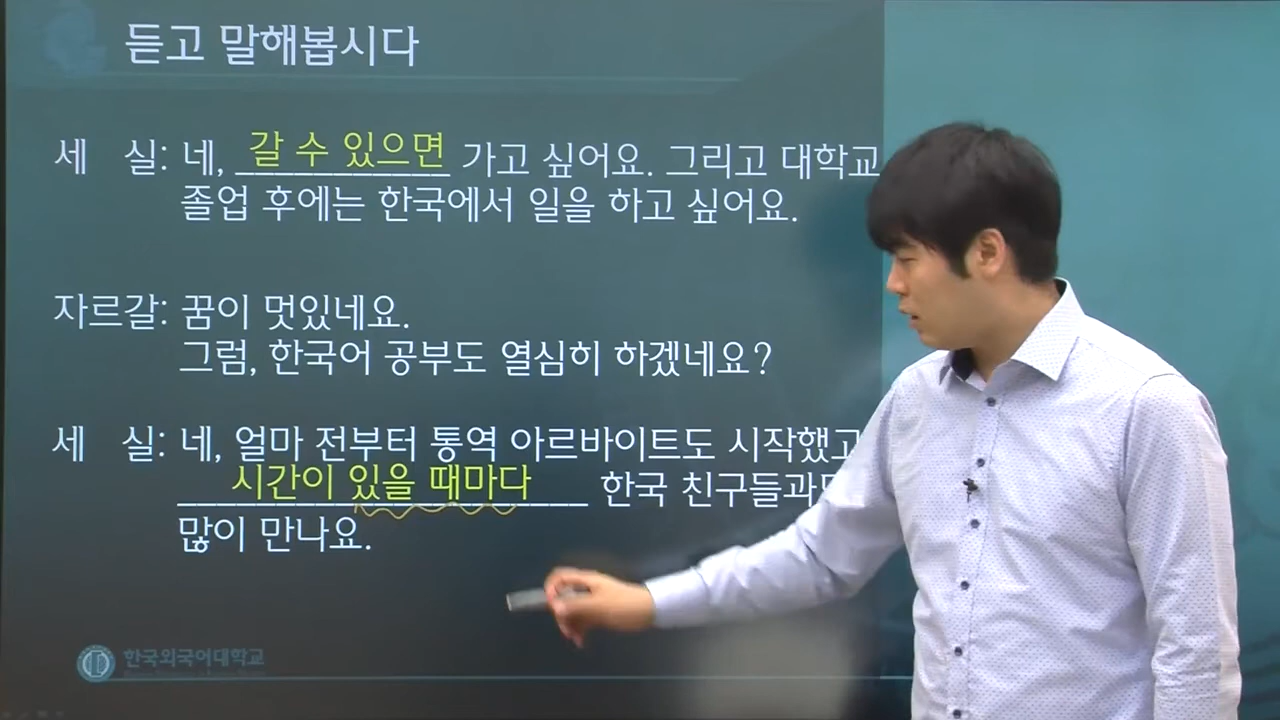 듣고 말해봅시다
세 실: 네, 갈 수 있으면 가고 싶어요. 그리고 대학교
졸업 후에는 한국에서 일을 하고 싶어요.
자르갈: 꿈이 멋있네요.
그럼, 한국어 공부도 열심히 하겠네요?
세 실: 네, 얼마 전부터 통역 아르바이트도 시작했고
시간이 있을 때마다 한국 친구들과
많이 만나요.
한국외국어대학교